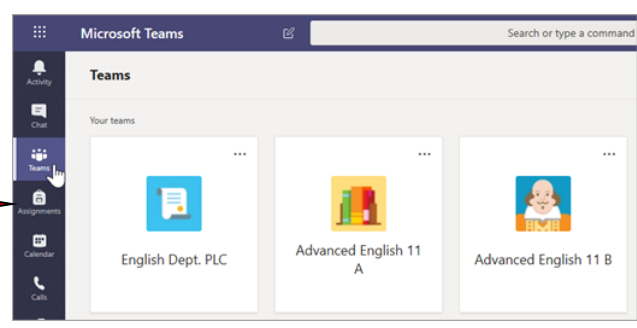 Microsoft Teams
Search or type a command
Activity
Chat
Teams
Assignments
Calendar
Calls
Teams
Your teams
English Dept. PLC
Advanced English 11
A
Advanced English 11 B